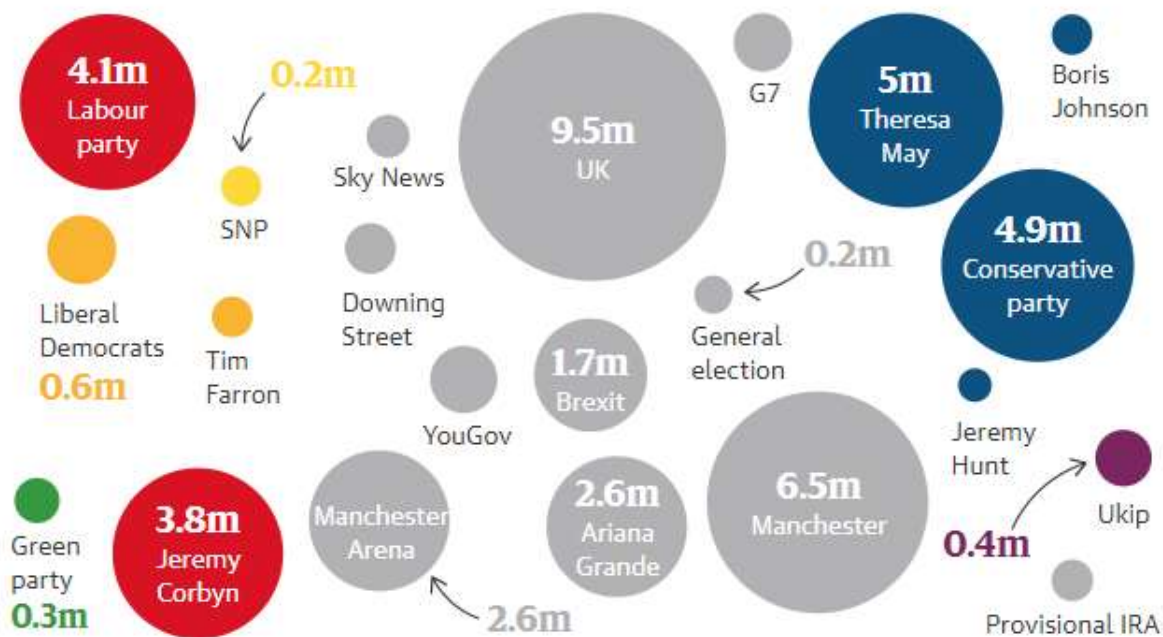 4.1m
Labour
party
0.2m
SNP
Sky News
9.5m
UK
G7
5m
Theresa
May
Boris
Johnson
4.9m
Conservative
party
Liberal
Democrats
0.6m
Tim
Farron
Downing
Street
0.2m
General
election
1.7m
Brexit
YouGov
Jeremy
Hunt
Green
party
0.3m
3.8m
Jeremy
Corbyn
Manchester
Arena
2.6m
2.6m
Ariana
Grande
6.5m
Manchester
0.4m
Ukip
Provisional IRA